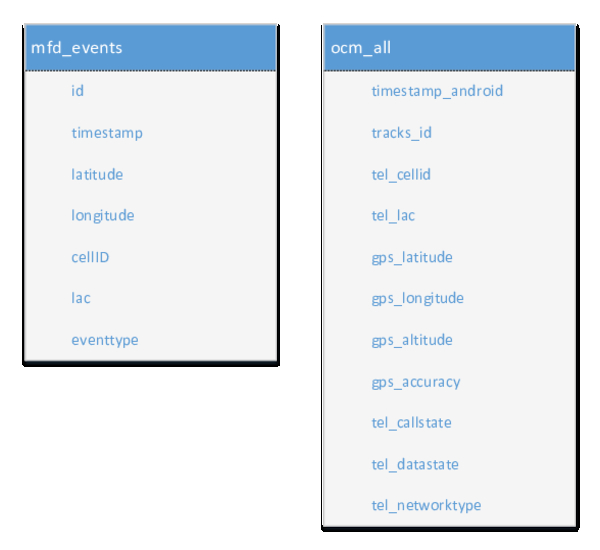 mfd_events
id
timestamp
latitude
longitude
cellID
lac
eventtype
ocm_all
timestamp_android
tracks_id
tel_cellid
tel_lac
gps_latitude
gps_longitude
gps_altitude
gps_accuracy
tel_callstate
tel_datastate
tel_networktype